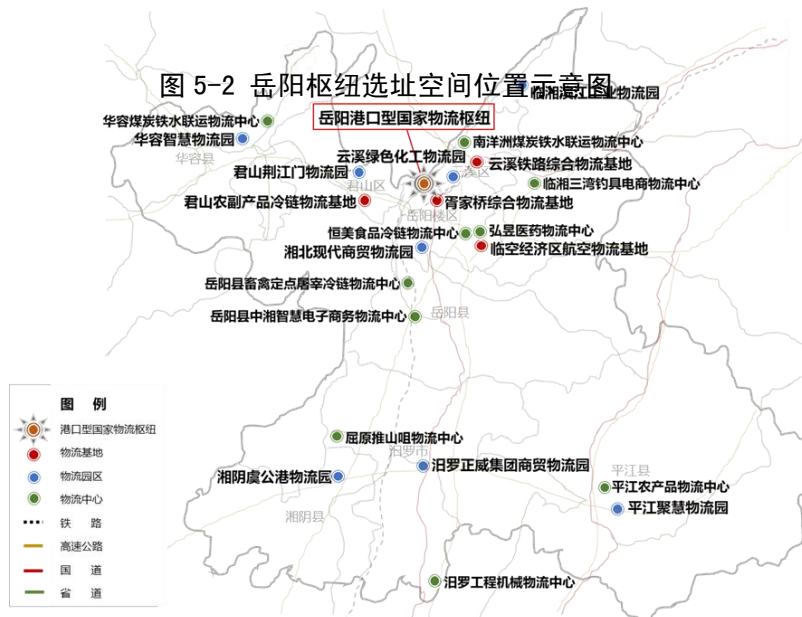 图 5-2 岳阳枢纽选址空间位置示意图
临湘滨江工业物流园
岳阳港口型国家物流枢纽
华容煤炭铁水联运物流中心
华容智慧物流园
华容县
南洋洲煤炭铁水联运物流中心
云溪绿色化工物流园
云溪铁路综合物流基地
君山荆江门物流园
君山区
溪区
临湘三湾钓具电商物流中心
君山农副产品冷链物流基地
胥家桥综合物流基地
岳阳楼区
恒美食品冷链物流中心
弘昱医药物流中心
湘北现代商贸物流园
临空经济区航空物流基地
岳阳县畜禽定点屠宰冷链物流中心
岳阳县中湘智慧电子商务物流中心
岳阳县
图 例
港口型国家物流枢纽
物流基地
物流园区
物流中心
铁 路
高速公路
国 道
省 道
屈原推山咀物流中心
汨罗市
汨罗正威集团商贸物流园
湘阴虞公港物流园
湘阴县
平江县
平江农产品物流中心
平江聚慧物流园
汨罗工程机械物流中心